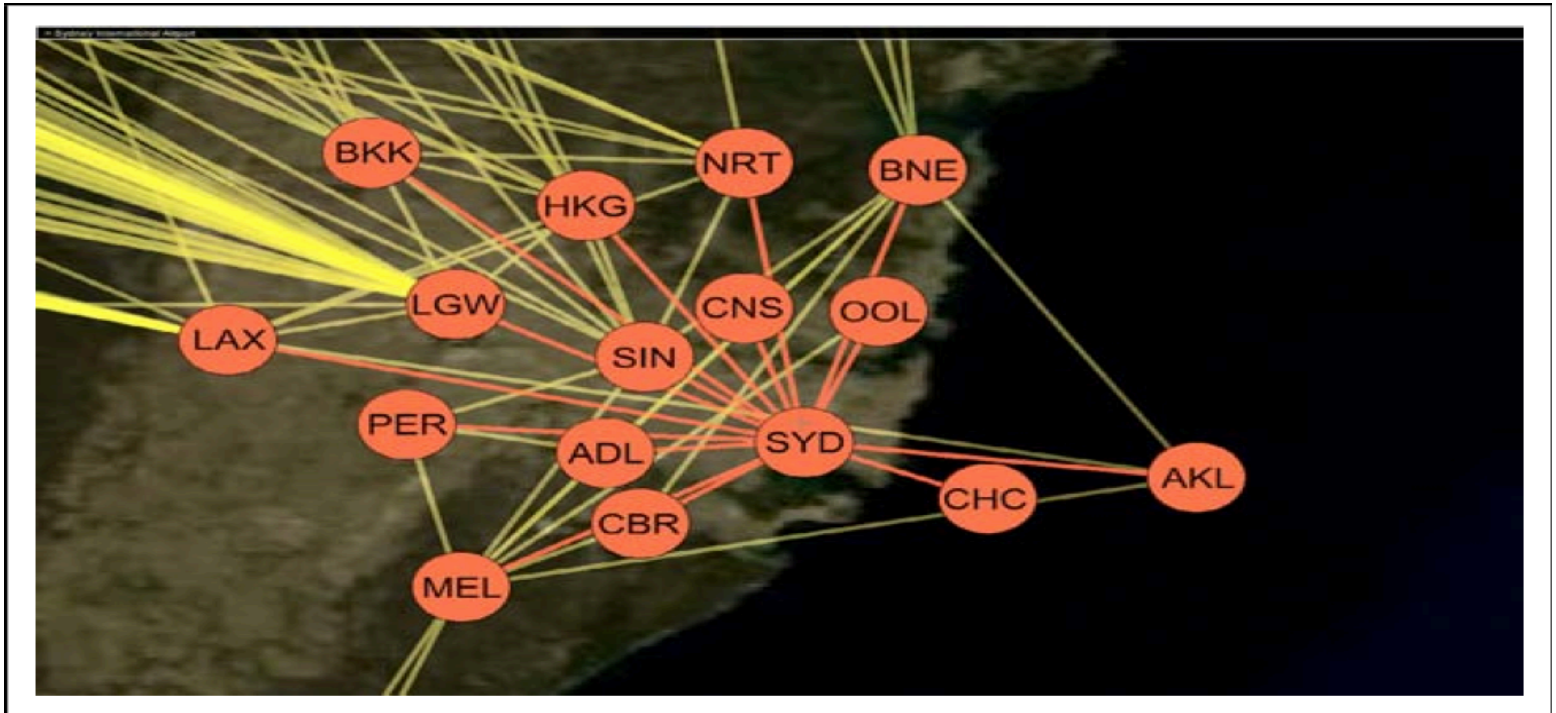 Sydney International Airport
BKK
NRT
BNE
HKG
LGW
CNS
OOL
LAX
SIN
PER
ADL
SYD
CBR
CHC
AKL
MEL